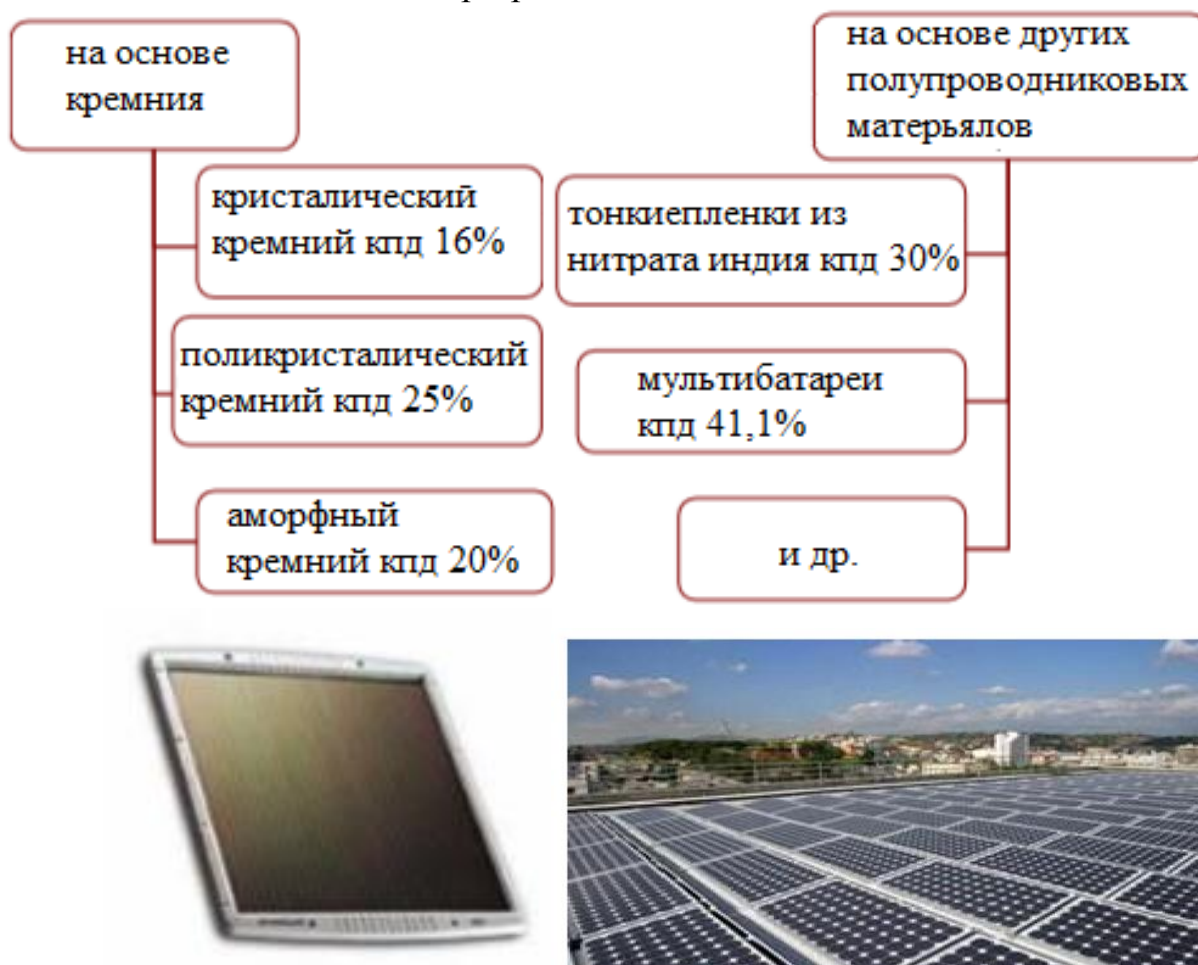 на основе
кремния
кристалический
кремний кпд 16%
поликристалический
кремний кпд 25%
аморфный
кремний кпд 20%
на основе других
полупроводниковых
матерьялов
тонкиепленки из
нитрата индия кпд 30%
мультибатареи
кпд 41,1%
и др.